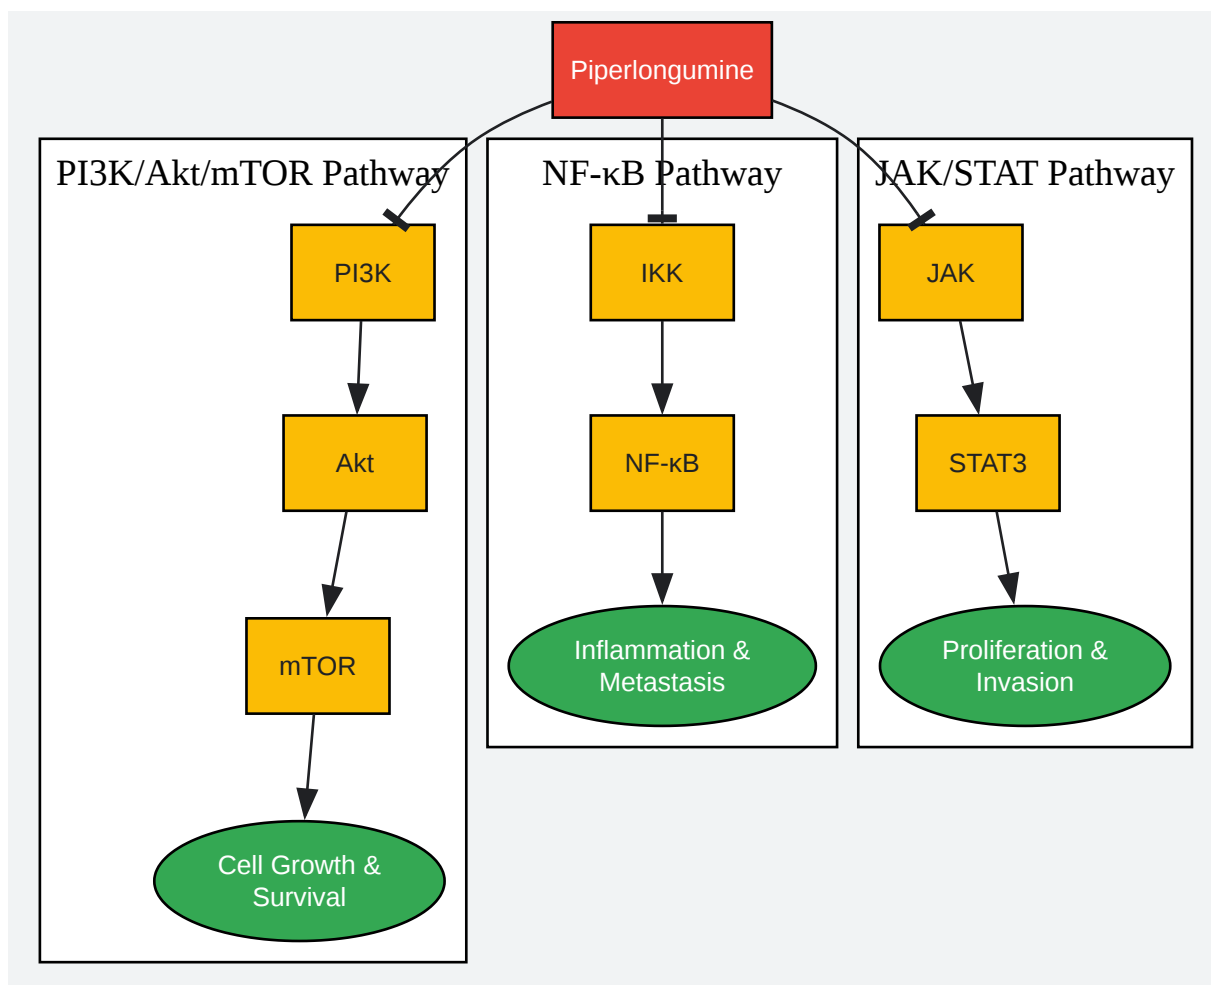 Piperlongumine
PI3K/Akt/mTOR Pathway
PI3K
Akt
mTOR
Cell Growth &
Survival
NF-κB Pathway
IKK
NF-κB
Inflammation &
Metastasis
JAK/STAT Pathway
JAK
STAT3
Proliferation &
Invasion